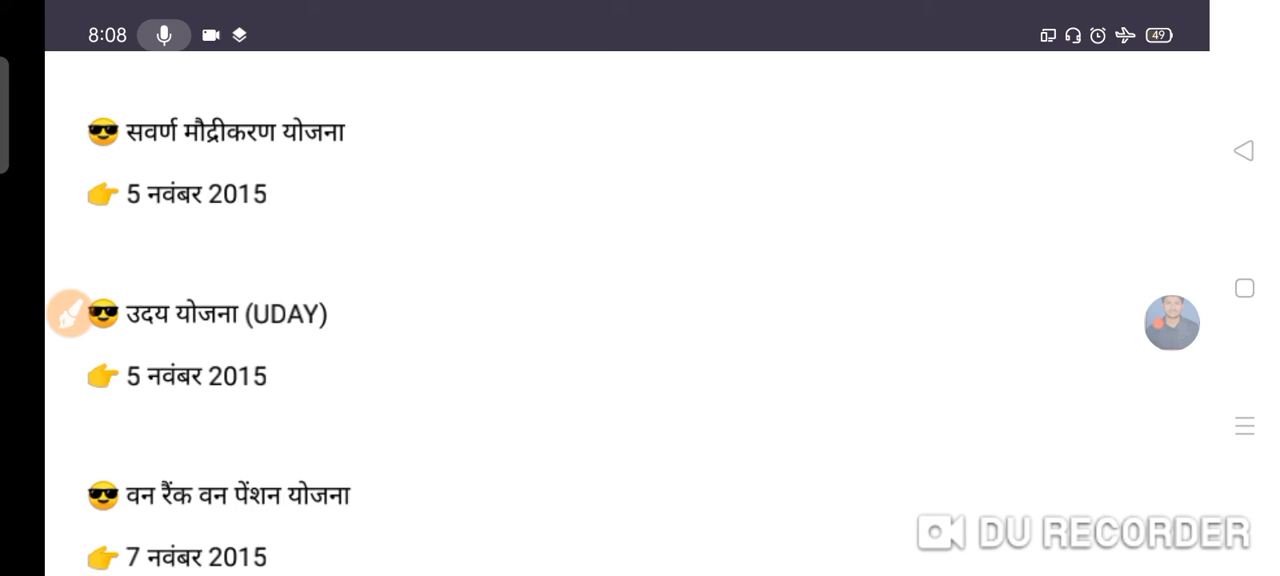 8:08
49
😎 सवर्ण मौद्रीकरण योजना
👉 5 नवंबर 2015
😎 उदय योजना (UDAY)
👉 5 नवंबर 2015
😎 वन रैंक वन पेंशन योजना
👉 7 नवंबर 2015
DU RECORDER